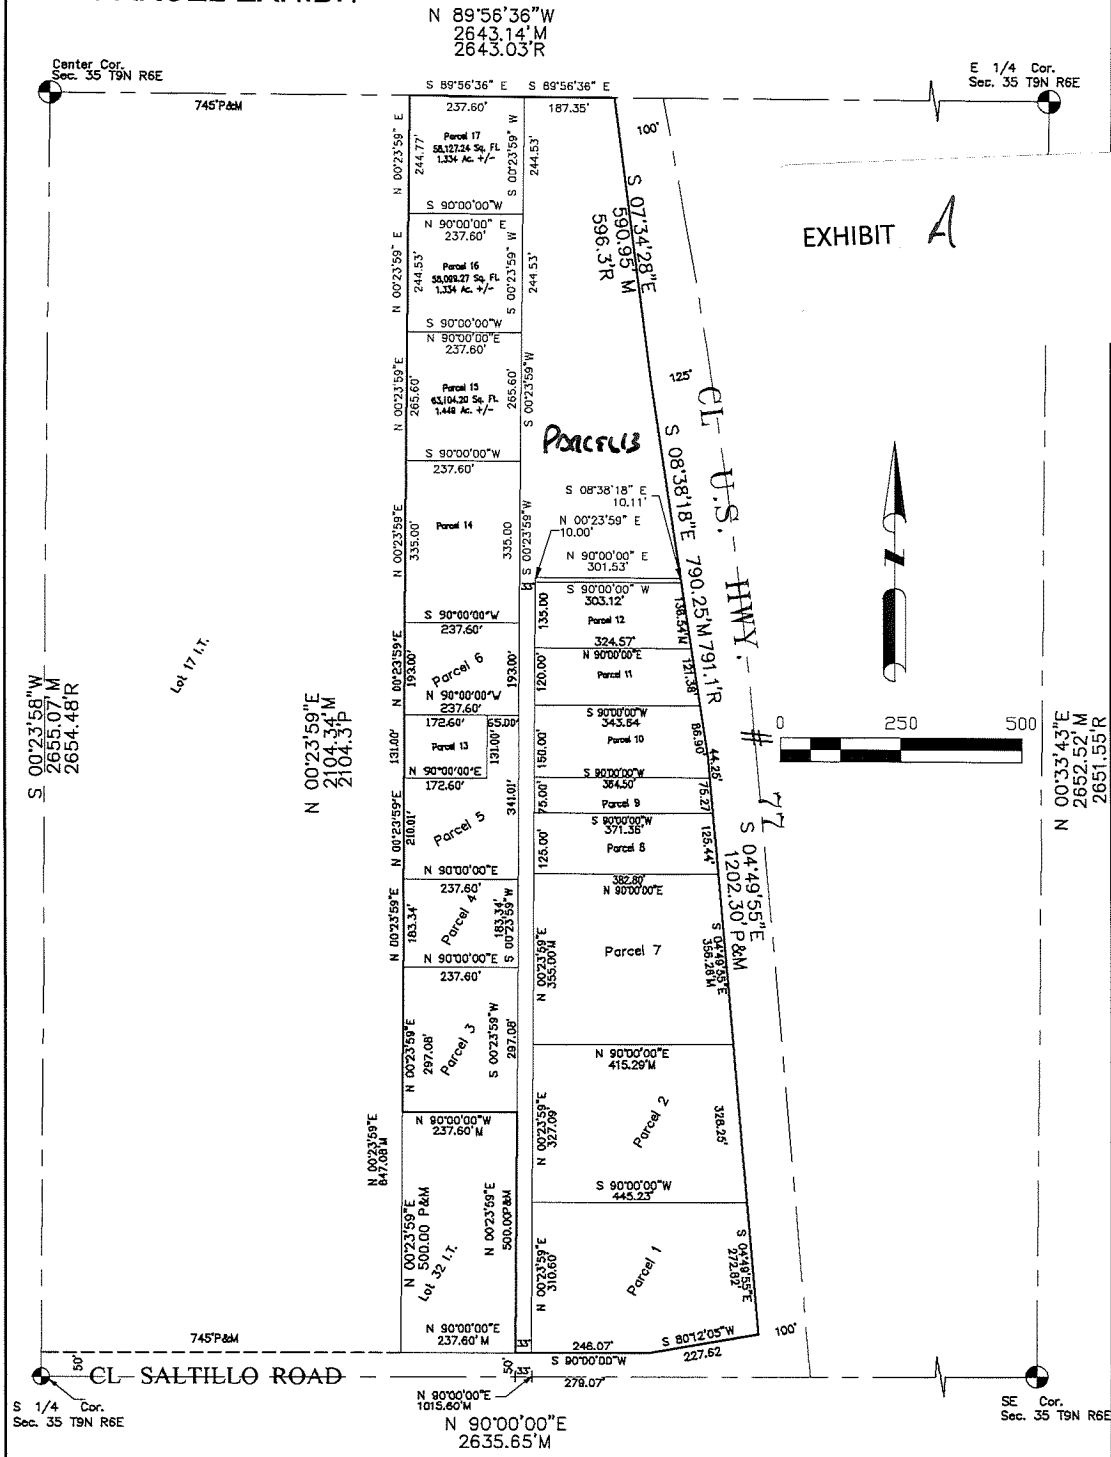 N 89°56'36"W
2643.14'M
2643.03'R
Center Cor.
Sec. 35 T9N R6E
E 1/4 Cor.
Sec. 35 T9N R6E
745'P&M
S 89°56'36" E
S 89°56'36" E
237.60'
187.35'
100'
N 00°23'59" E
244.77'
Parcel 17
58,127.24 Sq. Ft.
1.334 Ac. +/-
S 00°23'59" W
244.53'
S 90°00'00"W
S 07°34'28"E
590.95' M
596.3'R
EXHIBIT A
N 90°00'00" E
237.60'
N 00°23'59" E
244.53'
Parcel 16
58,099.27 Sq. Ft.
1.334 Ac. +/-
S 00°23'59" W
244.53'
S 90°00'00"W
N 90°00'00"E
237.60'
N 00°23'59"E
265.60'
Parcel 15
63,104.20 Sq. Ft.
1.448 Ac. +/-
265.60'
S 00°23'59"W
S 90°00'00"W
237.60'
125'
CL U.S. HWY. # 77
PARCEL 13
S 08°38'18"E 790.25'M 791.1'R
S 08°38'18" E
10.11'
N 00°23'59" E
10.00'
N 90°00'00" E
301.53'
N 00°23'59"E
335.00'
Parcel 14
335.00
S 00°23'59"W
33'
S 90°00'00" W
303.12'
135.00
Parcel 12
138.54'M
324.57'
N 90°00'00"E
S 90°00'00"W
237.60'
N 00°23'59"E
193.00'
Parcel 6
193.00'
N 90°00'00"W
237.60'
120.00'
Parcel 11
121.38'
S 90°00'00"W
343.64
Lot 17 I.T.
S 00°23'58"W
2655.07'M
2654.48'R
N 00°23'59"E
2104.34'M
2104.3'P
172.60'
65.00'
131.00'
Parcel 13
131.00'
N 90°00'00"E
172.60'
150.00'
Parcel 10
86.90'
44.25'
S 90°00'00"W
364.50'
0 250 500
N 00°33'43"E
2652.52'M
2651.55'R
75.00'
Parcel 9
75.27
S 90°00'00"W
371.36'
N 00°23'59"E
210.01'
Parcel 5
341.01'
N 90°00'00"E
237.60'
125.00'
Parcel 8
125.44'
382.80'
N 90°00'00"E
S 04°49'55"E
1202.30' P&M
N 00°23'59"E
183.34'
Parcel 4
183.34'
S 00°23'59"W
N 90°00'00"E
237.60'
N 00°23'59"E
355.00'M
Parcel 7
S 04°49'55"E
356.28'M
N 00°23'59"E
297.08'
Parcel 3
S 00°23'59"W
297.08'
N 90°00'00"E
415.29'M
N 90°00'00"W
237.60'M
N 00°23'59"E
847.08'M
N 00°23'59"E
327.09'
Parcel 2
328.25'
S 90°00'00"W
445.23'
N 00°23'59"E
500.00 P&M
Lot 32 I.T.
N 00°23'59"E
500.00P&M
N 00°23'59"E
310.60'
Parcel 1
S 04°49'55"E
272.82'
N 90°00'00"E
237.60'M
745'P&M
33'
246.07'
S 80°12'05"W
227.62
100'
50'
CL SALTILLO ROAD
50'
33'
S 90°00'00"W
279.07'
S 1/4 Cor.
Sec. 35 T9N R6E
N 90°00'00"E
1015.60'M
N 90°00'00"E
2635.65'M
SE Cor.
Sec. 35 T9N R6E